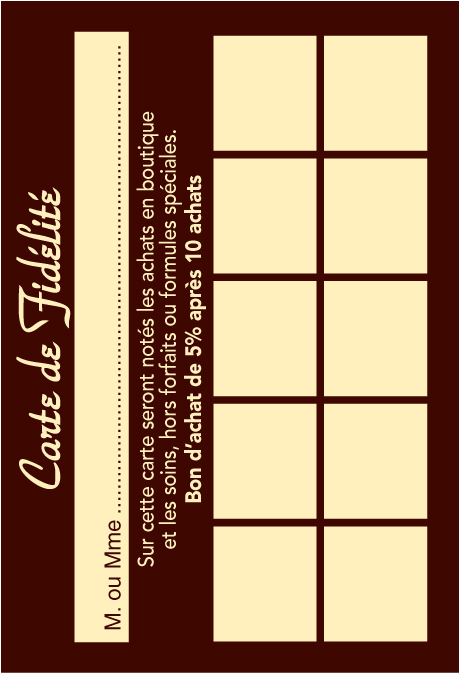 Carte de Fidélité
M. ou Mme ................................................................................
Sur cette carte seront notés les achats en boutique
et les soins, hors forfaits ou formules spéciales.
Bon d'achat de 5% après 10 achats